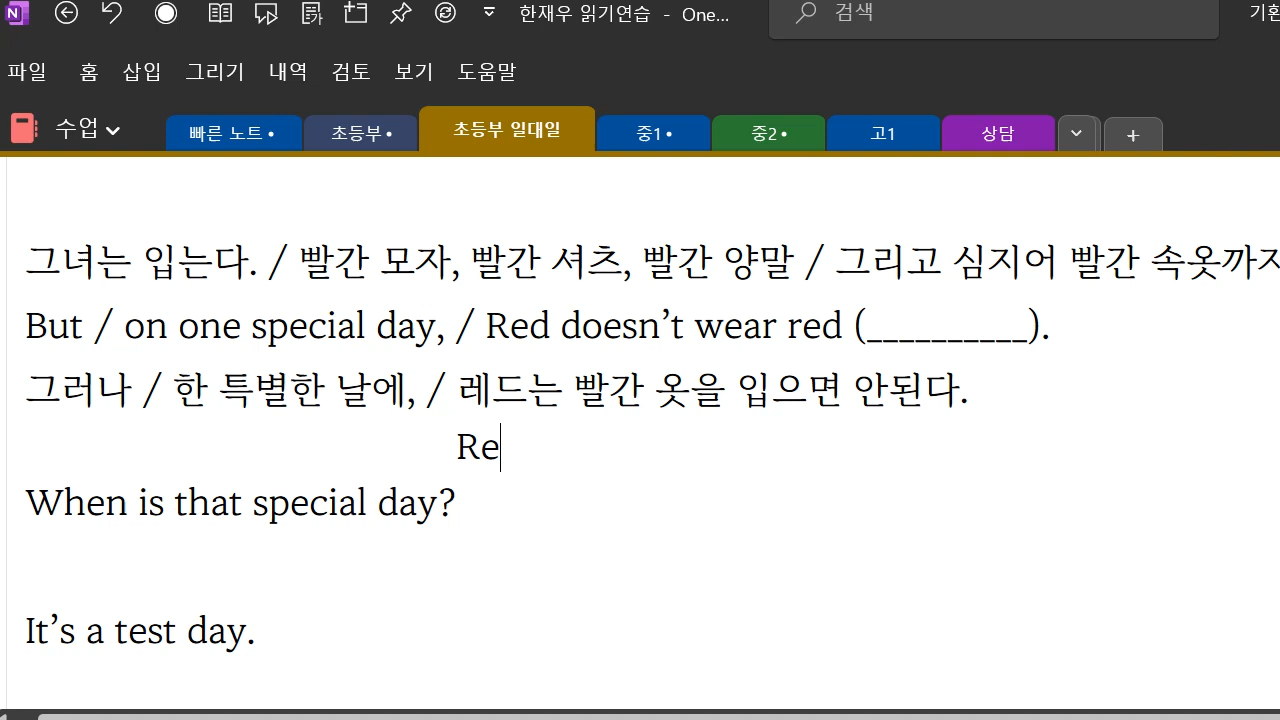 한재우 읽기연습 - One...
검색
기환
파일 홈 삽입 그리기 내역 검토 보기 도움말
수업
빠른 노트 초등부 초등부 일대일 중1 중2 고1 상담 +
그녀는 입는다. / 빨간 모자, 빨간 셔츠, 빨간 양말 / 그리고 심지어 빨간 속옷까지
But / on one special day, / Red doesn’t wear red (__________).
그러나 / 한 특별한 날에, / 레드는 빨간 옷을 입으면 안된다.
Re
When is that special day?
It’s a test day.